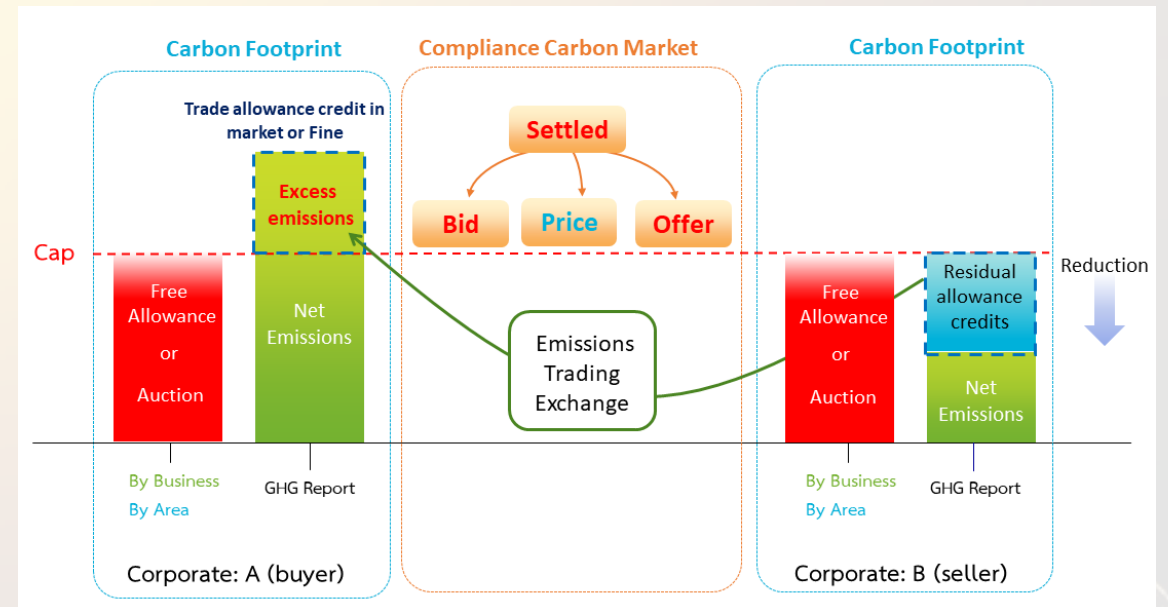 Carbon Footprint
Compliance Carbon Market
Carbon Footprint
Trade allowance credit in
market or Fine
Settled
Bid
Price
Offer
Excess
emissions
Cap
Free
Allowance
or
Auction
Net
Emissions
Emissions
Trading
Exchange
Free
Allowance
or
Auction
Residual
allowance
credits
Net
Emissions
Reduction
By Business
By Area
GHG Report
By Business
By Area
GHG Report
Corporate: A (buyer)
Corporate: B (seller)